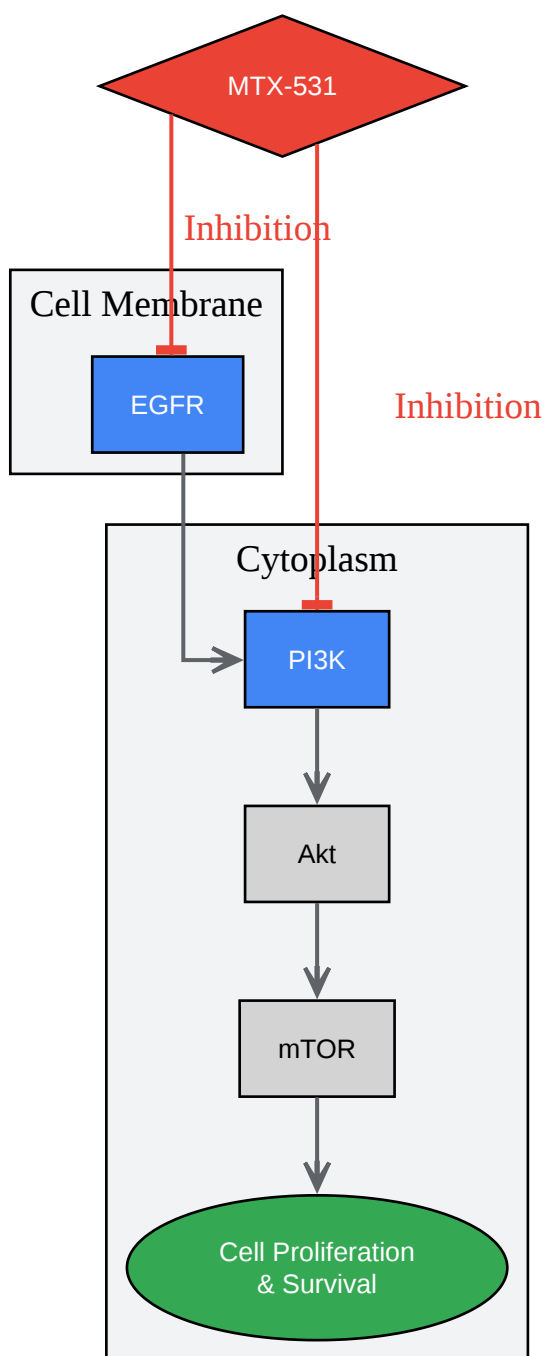 MTX-531
Inhibition
Cell Membrane
EGFR
Inhibition
Cytoplasm
PI3K
Akt
mTOR
Cell Proliferation
& Survival